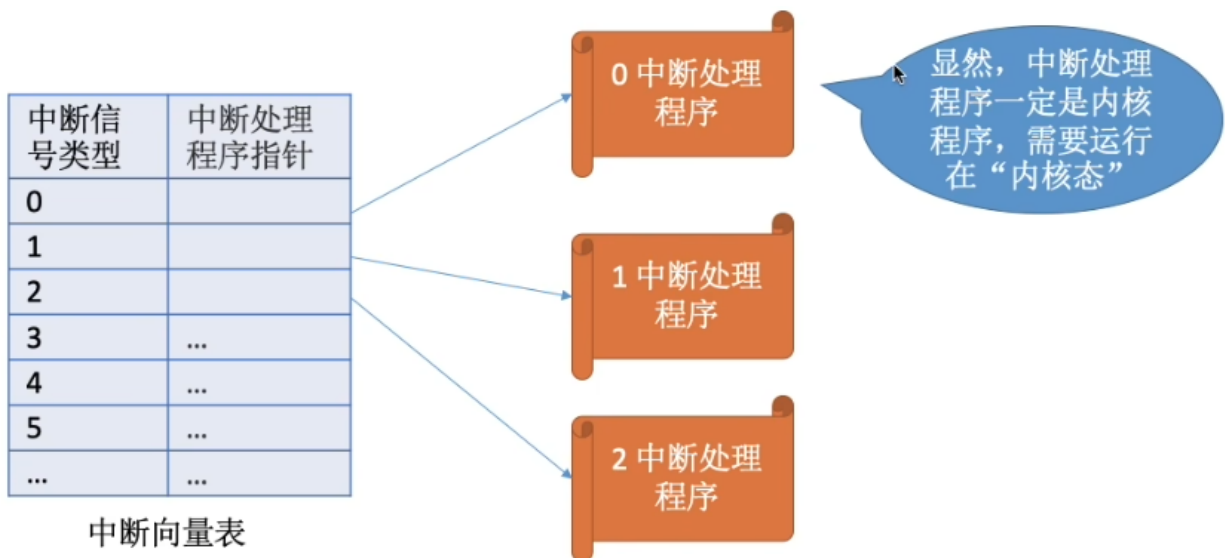 中断信
号类型
中断处理
程序指针
0
1
2
3
...
4
...
5
...
...
...
中断向量表
0 中断处理
程序
1 中断处理
程序
2 中断处理
程序
显然，中断处理
程序一定是内核
程序，需要运行
在“内核态”